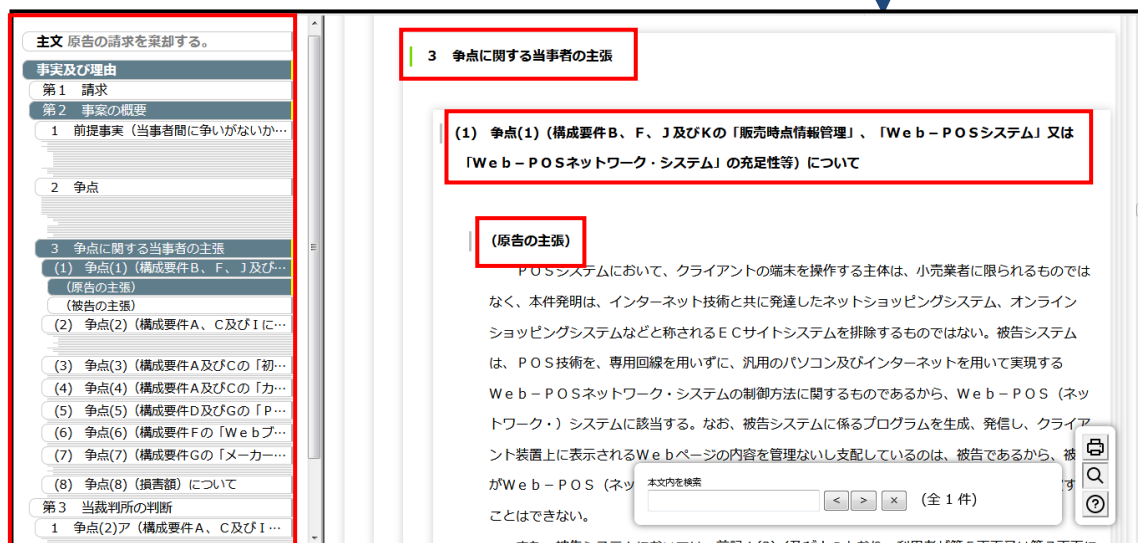 主文 原告の請求を棄却する。
事実及び理由
第１　請求
第２　事案の概要
１　前提事実（当事者間に争いがないか…
２　争点
３　争点に関する当事者の主張
(1)　争点(1)（構成要件Ｂ、Ｆ、Ｊ及び…
（原告の主張）
（被告の主張）
(2)　争点(2)（構成要件Ａ、Ｃ及びＩに…
(3)　争点(3)（構成要件Ａ及びＣの「初…
(4)　争点(4)（構成要件Ａ及びＣの「カ…
(5)　争点(5)（構成要件Ｄ及びＧの「Ｐ…
(6)　争点(6)（構成要件Ｆの「Ｗｅｂブ…
(7)　争点(7)（構成要件Ｇの「メーカー…
(8)　争点(8)（損害額）について
第３　当裁判所の判断
１　争点(2)ア（構成要件Ａ、Ｃ及びＩ…
３　争点に関する当事者の主張
(1)　争点(1)（構成要件Ｂ、Ｆ、Ｊ及びＫの「販売時点情報管理」、「Ｗｅｂ－ＰＯＳシステム」又は
「Ｗｅｂ－ＰＯＳネットワーク・システム」の充足性等）について
（原告の主張）
ＰＯＳシステムにおいて、クライアントの端末を操作する主体は、小売業者に限られるものでは
なく、本件発明は、インターネット技術と共に発達したネットショッピングシステム、オンライン
ショッピングシステムなどと称されるＥＣサイトシステムを排除するものではない。被告システム
は、ＰＯＳ技術を、専用回線を用いずに、汎用のパソコン及びインターネットを用いて実現する
Ｗｅｂ－ＰＯＳネットワーク・システムの制御方法に関するものであるから、Ｗｅｂ－ＰＯＳ（ネッ
トワーク・）システムに該当する。なお、被告システムに係るプログラムを生成、発信し、クライア
ント装置上に表示されるＷｅｂページの内容を管理ないし支配しているのは、被告であるから、被
がＷｅｂ－ＰＯＳ（ネッ
す
ことはできない。
本文内を検索
< > × （全 1 件）